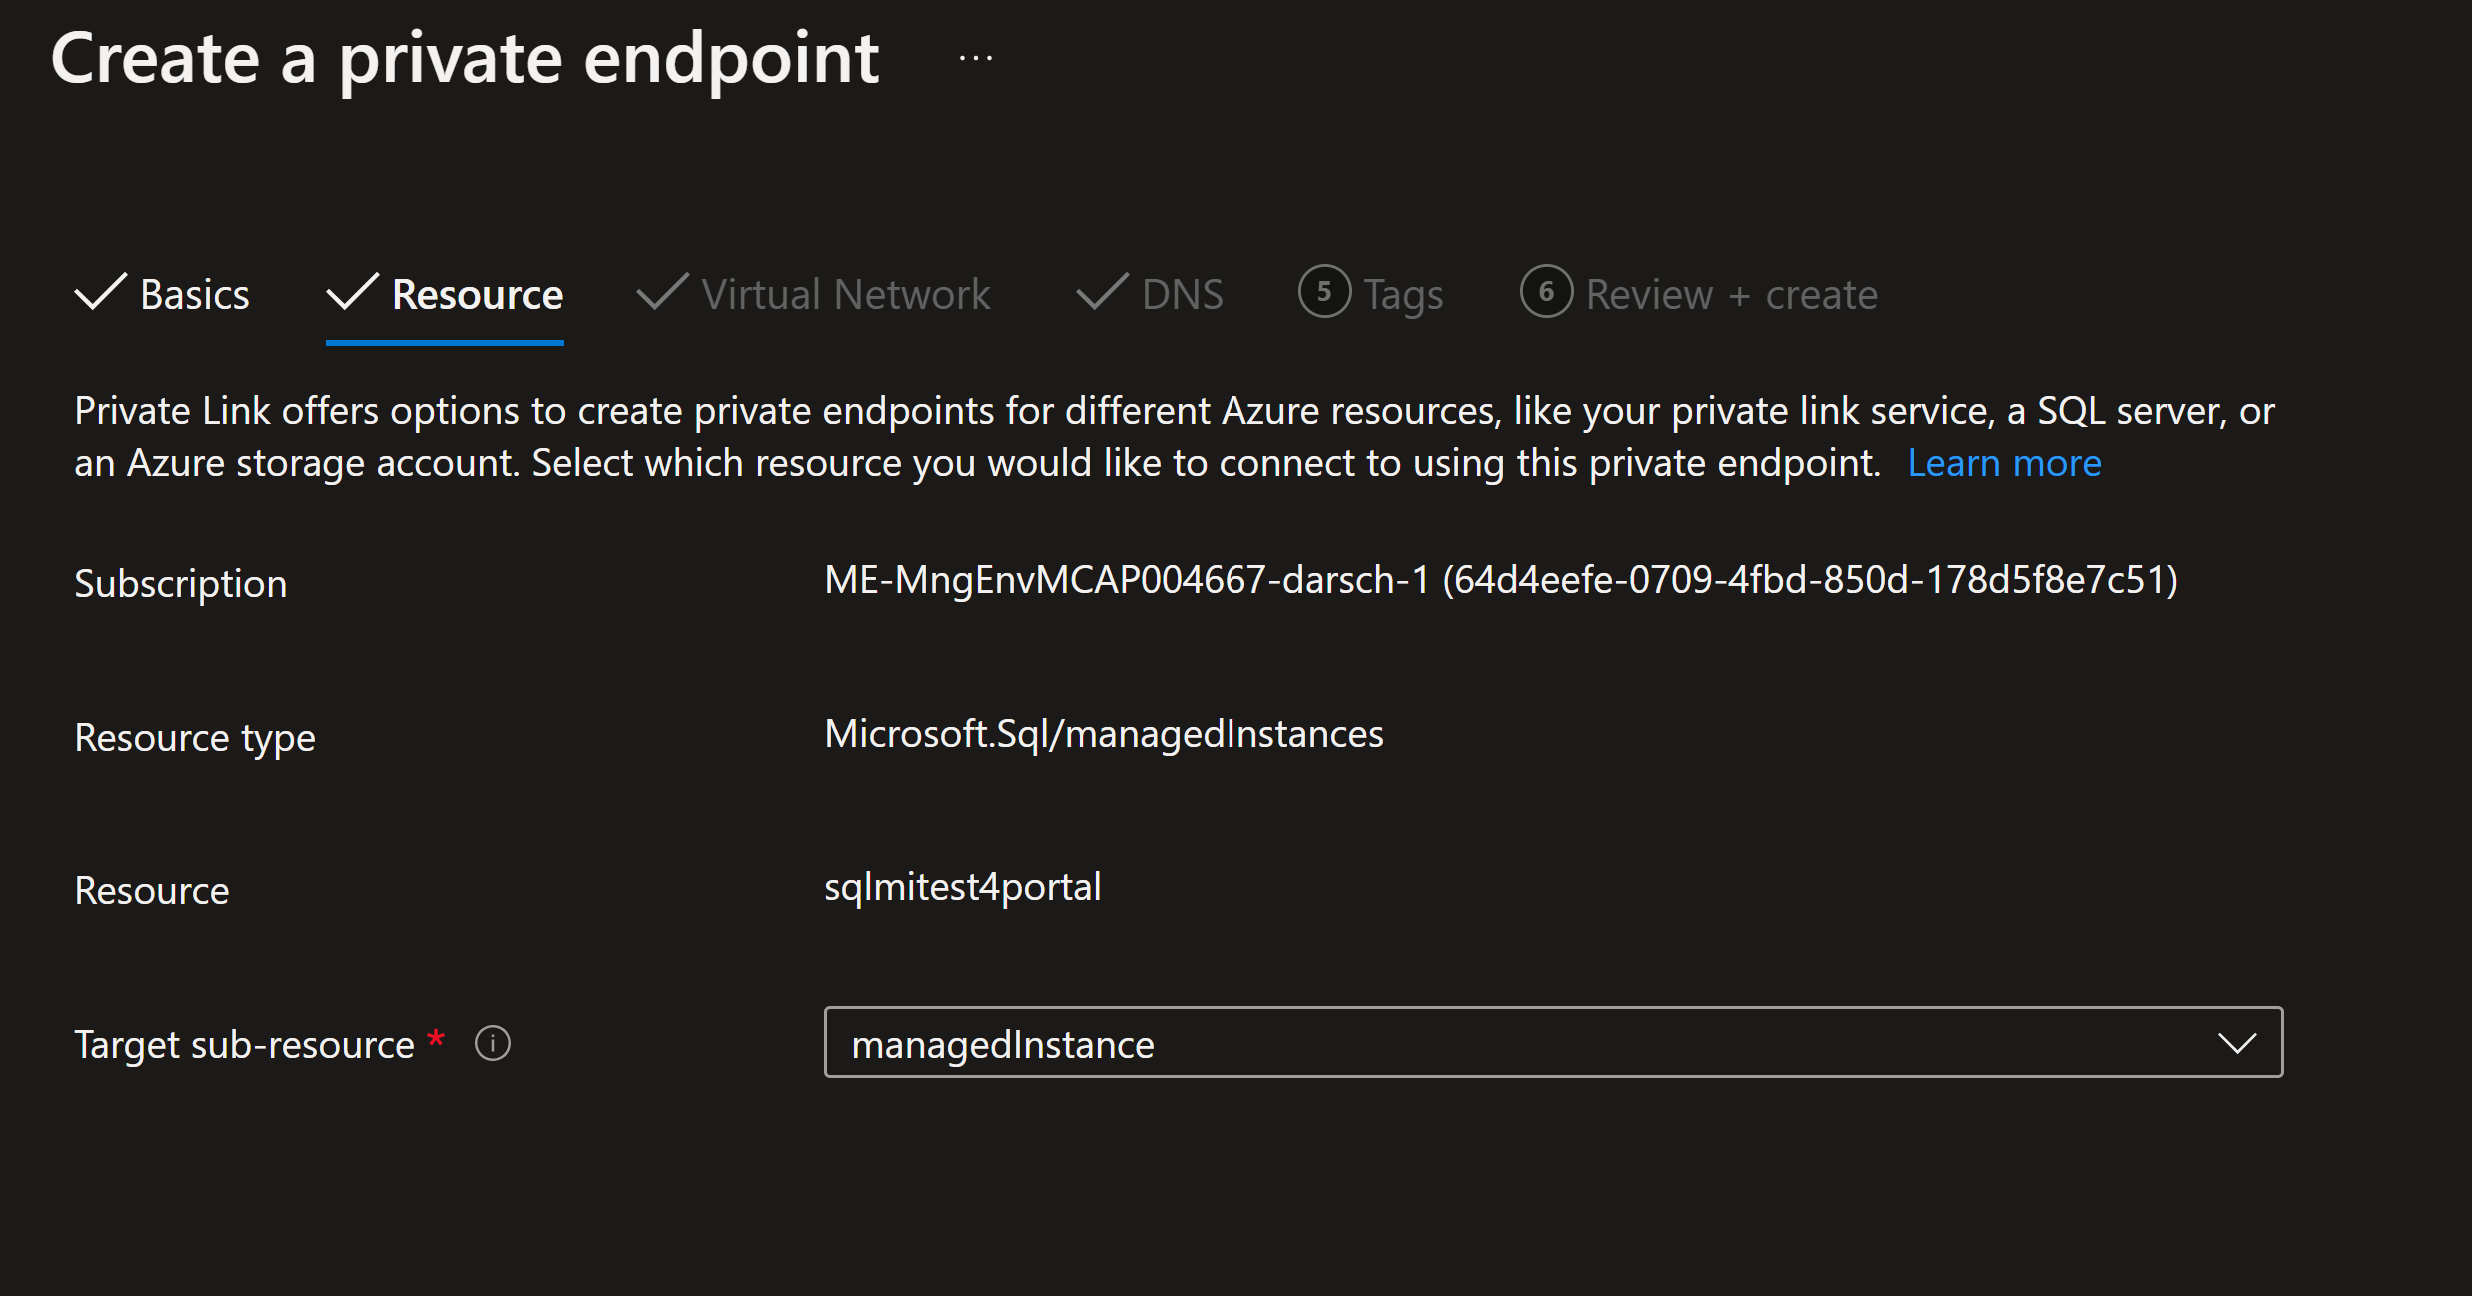 Create a private endpoint ...
Basics Resource Virtual Network DNS 5 Tags 6 Review + create
Private Link offers options to create private endpoints for different Azure resources, like your private link service, a SQL server, or
an Azure storage account. Select which resource you would like to connect to using this private endpoint. Learn more
Subscription ME-MngEnvMCAP004667-darsch-1 (64d4eefe-0709-4fbd-850d-178d5f8e7c51)
Resource type Microsoft.Sql/managedInstances
Resource sqlmitest4portal
Target sub-resource * managedInstance